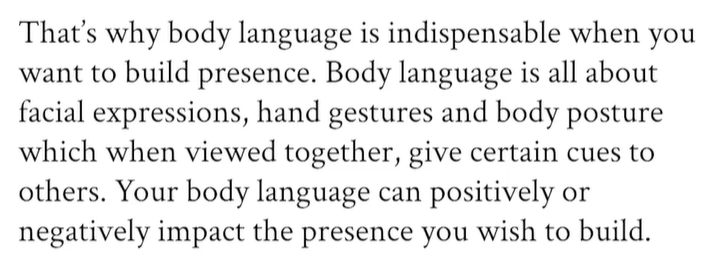 That’s why body language is indispensable when you
want to build presence. Body language is all about
facial expressions, hand gestures and body posture
which when viewed together, give certain cues to
others. Your body language can positively or
negatively impact the presence you wish to build.